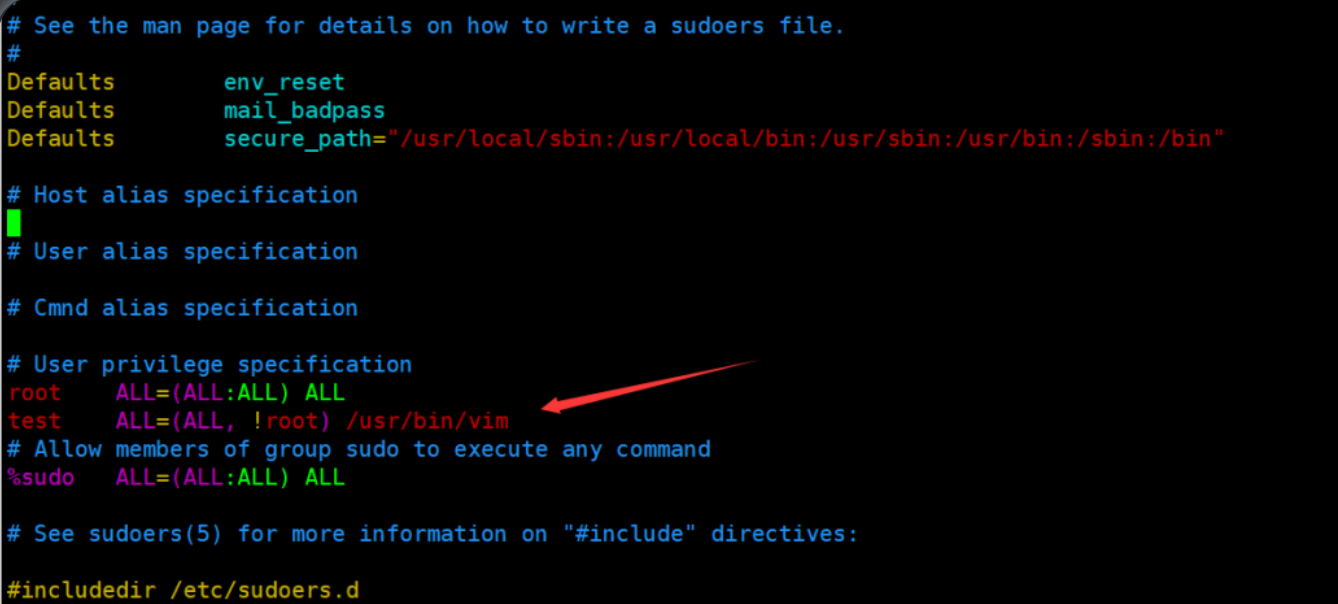 # See the man page for details on how to write a sudoers file.
#
Defaults        env_reset
Defaults        mail_badpass
Defaults        secure_path="/usr/local/sbin:/usr/local/bin:/usr/sbin:/usr/bin:/sbin:/bin"
# Host alias specification
# User alias specification
# Cmnd alias specification
# User privilege specification
root    ALL=(ALL:ALL) ALL
test    ALL=(ALL, !root) /usr/bin/vim
# Allow members of group sudo to execute any command
%sudo   ALL=(ALL:ALL) ALL
# See sudoers(5) for more information on "#include" directives:
#includedir /etc/sudoers.d